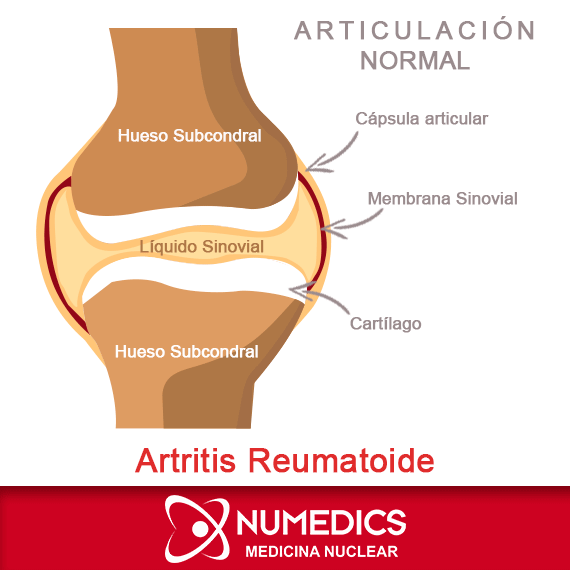 ARTICULACIÓN
NORMAL
Cápsula articular
Hueso Subcondral
Membrana Sinovial
Líquido Sinovial
Cartílago
Hueso Subcondral
Artritis Reumatoide
NUMEDICS
MEDICINA NUCLEAR